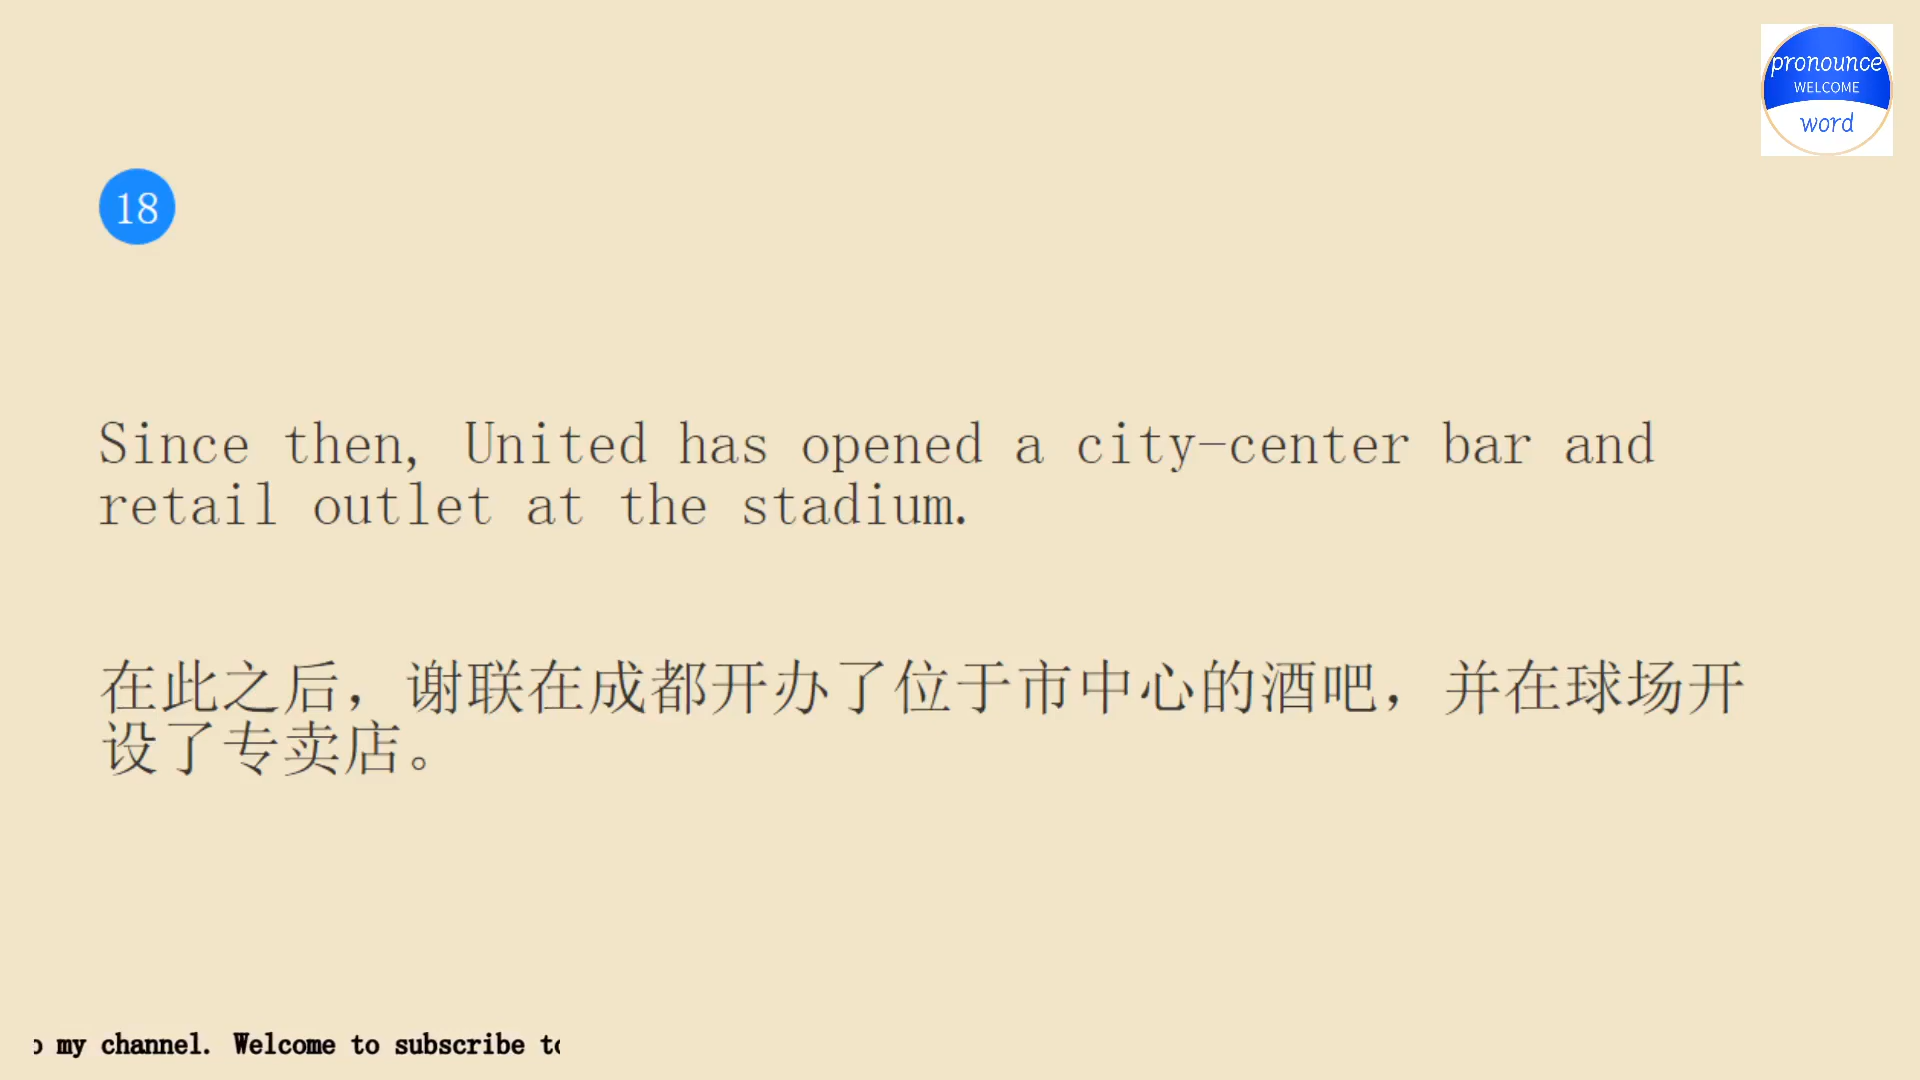 pronounce
WELCOME
word
18
Since then, United has opened a city-center bar and
retail outlet at the stadium.
在此之后，谢联在成都开办了位于市中心的酒吧，并在球场开
设了专卖店。
my channel. Welcome to subscribe to